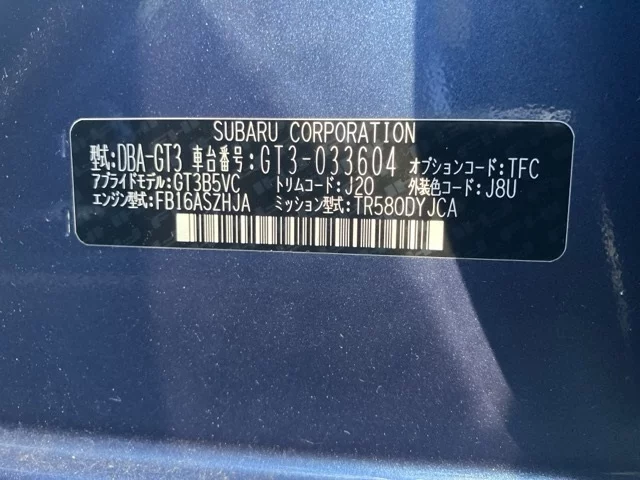 SUBARU CORPORATION
型式:DBA-GT3 車台番号:GT3-033604 オプションコード:TFC
アプライドモデル:GT3B5VC トリムコード:J20 外装色コード:J8U
エンジン型式:FB16ASZHJA ミッション型式:TR580DYJCA